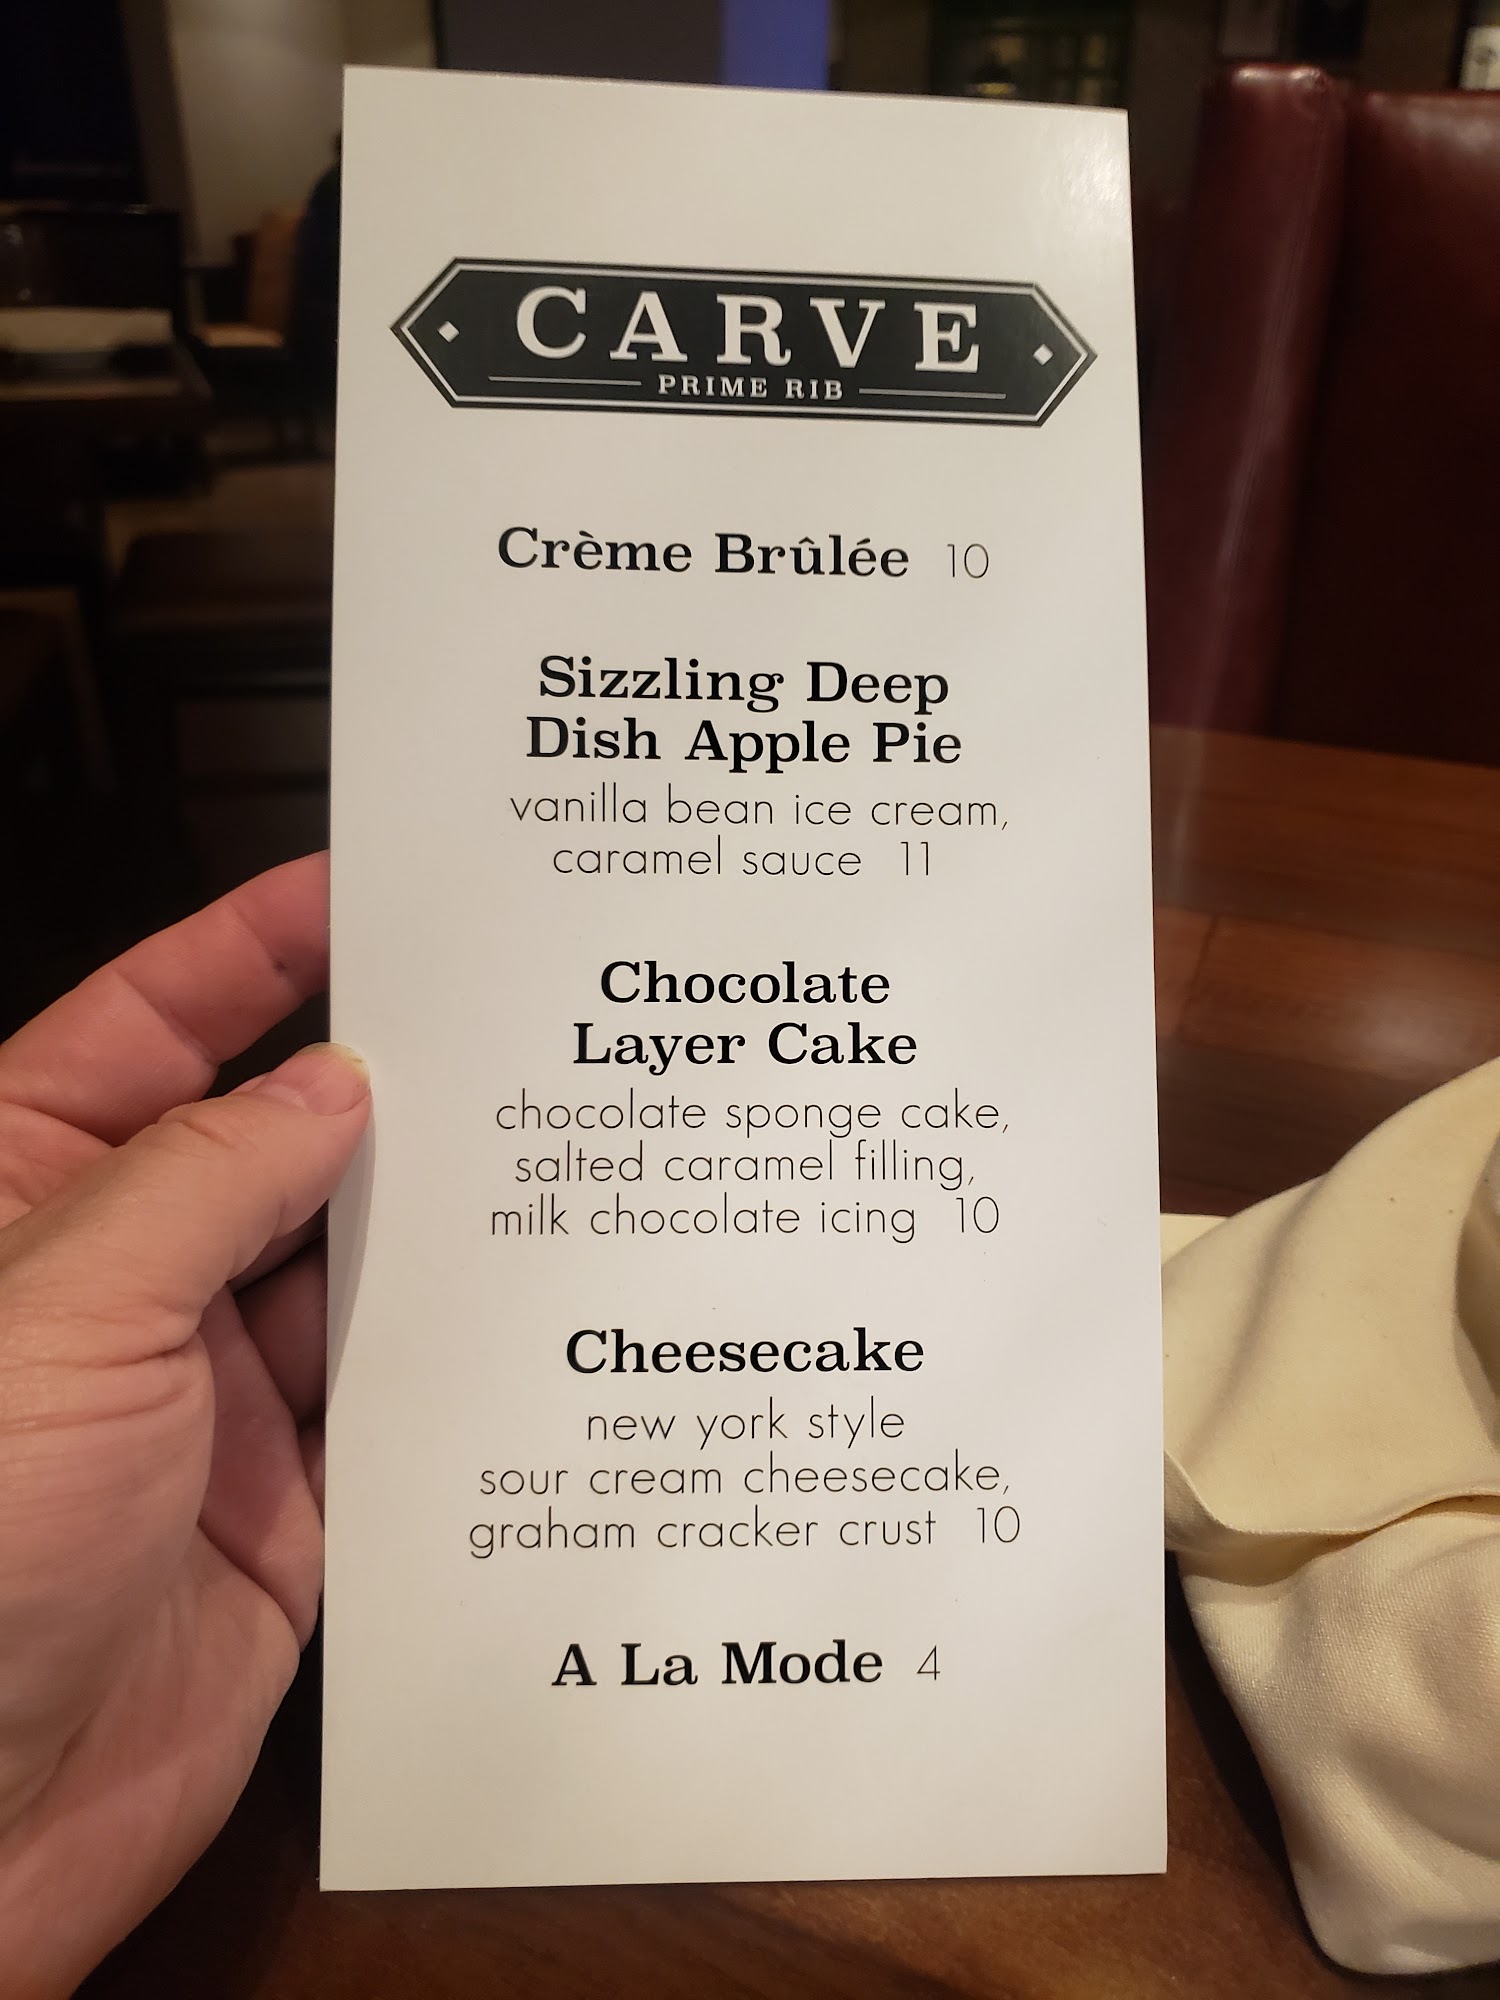 CARVE
PRIME RIB
Crème Brûlée 10
Sizzling Deep
Dish Apple Pie
vanilla bean ice cream,
caramel sauce 11
Chocolate
Layer Cake
chocolate sponge cake,
salted caramel filling,
milk chocolate icing 10
Cheesecake
new york style
sour cream cheesecake,
graham cracker crust 10
A La Mode 4